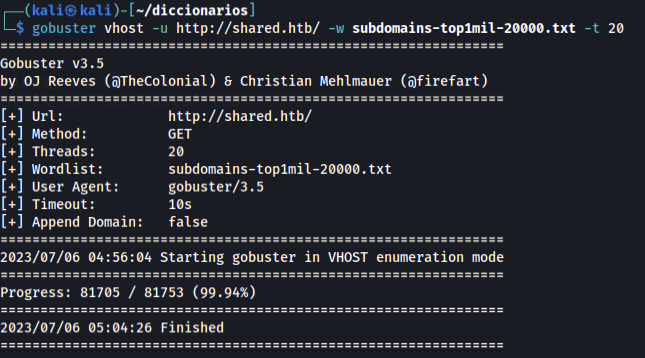 ┌──(kali㉿kali)-[~/diccionarios]
└─$ gobuster vhost -u http://shared.htb/ -w subdomains-top1mil-20000.txt -t 20
===============================================================
Gobuster v3.5
by OJ Reeves (@TheColonial) & Christian Mehlmauer (@firefart)
===============================================================
[+] Url:             http://shared.htb/
[+] Method:          GET
[+] Threads:         20
[+] Wordlist:        subdomains-top1mil-20000.txt
[+] User Agent:      gobuster/3.5
[+] Timeout:         10s
[+] Append Domain:   false
===============================================================
2023/07/06 04:56:04 Starting gobuster in VHOST enumeration mode
===============================================================
Progress: 81705 / 81753 (99.94%)
===============================================================
2023/07/06 05:04:26 Finished
===============================================================